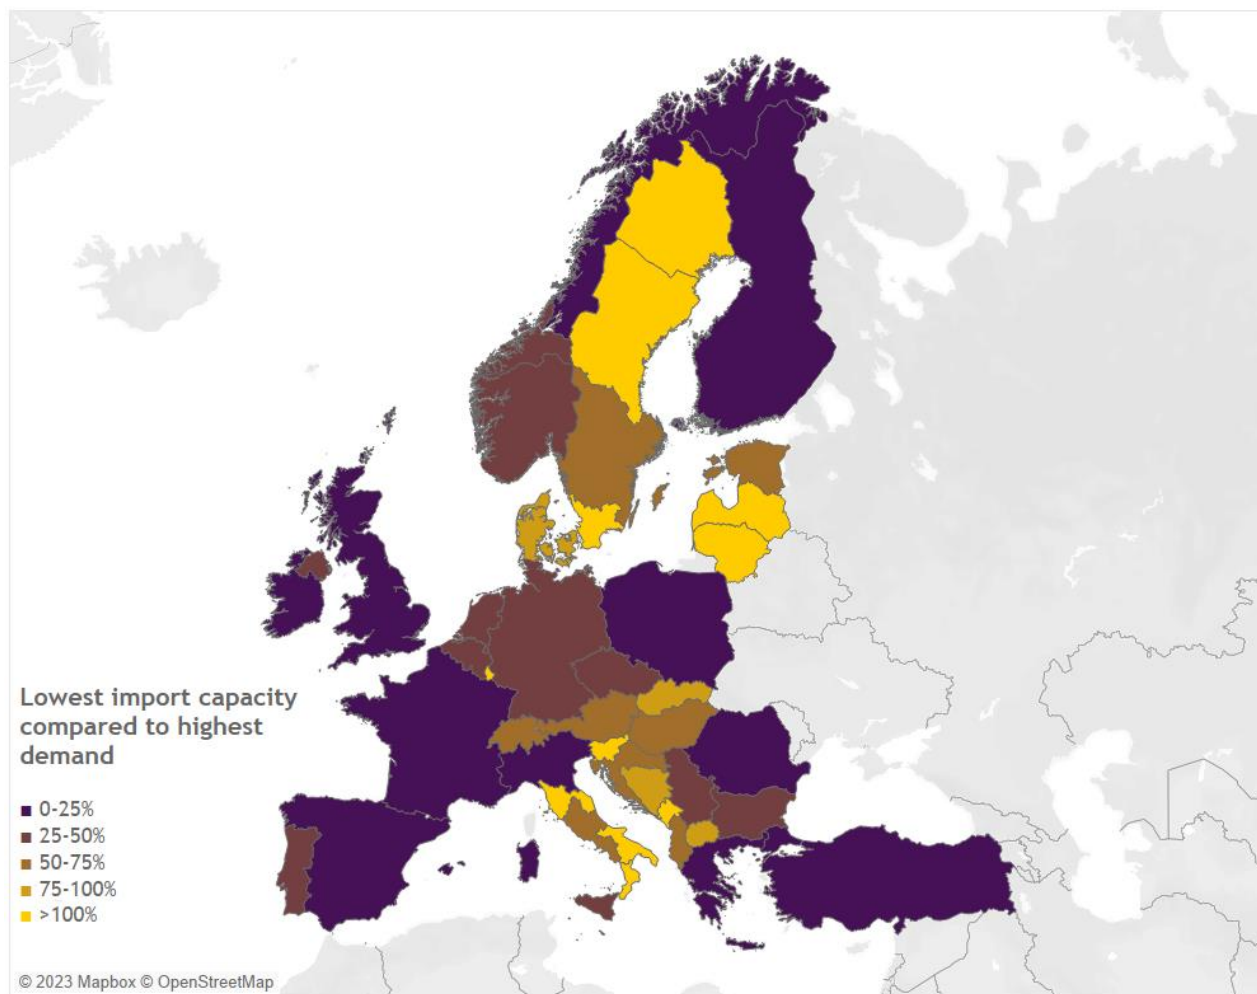 Lowest import capacity
compared to highest
demand
0-25%
25-50%
50-75%
75-100%
>100%
© 2023 Mapbox © OpenStreetMap